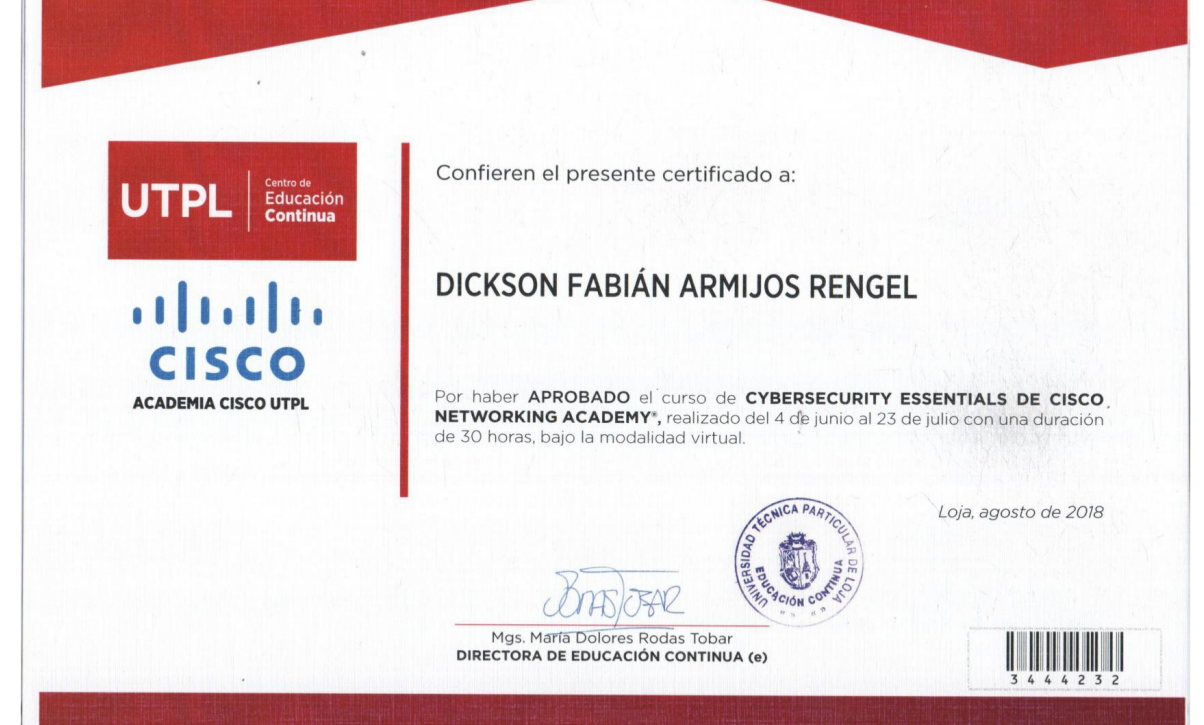 UTPL
Centro de
Educación
Continua
CISCO
ACADEMIA CISCO UTPL
Confieren el presente certificado a:
DICKSON FABIÁN ARMIJOS RENGEL
Por haber APROBADO el curso de CYBERSECURITY ESSENTIALS DE CISCO
NETWORKING ACADEMY®, realizado del 4 de junio al 23 de julio con una duración
de 30 horas, bajo la modalidad virtual.
Loja, agosto de 2018
UNIVERSIDAD TÉCNICA PARTICULAR DE LOJA
EDUCACIÓN CONTINUA
Mgs. María Dolores Rodas Tobar
DIRECTORA DE EDUCACIÓN CONTINUA (e)
3444232